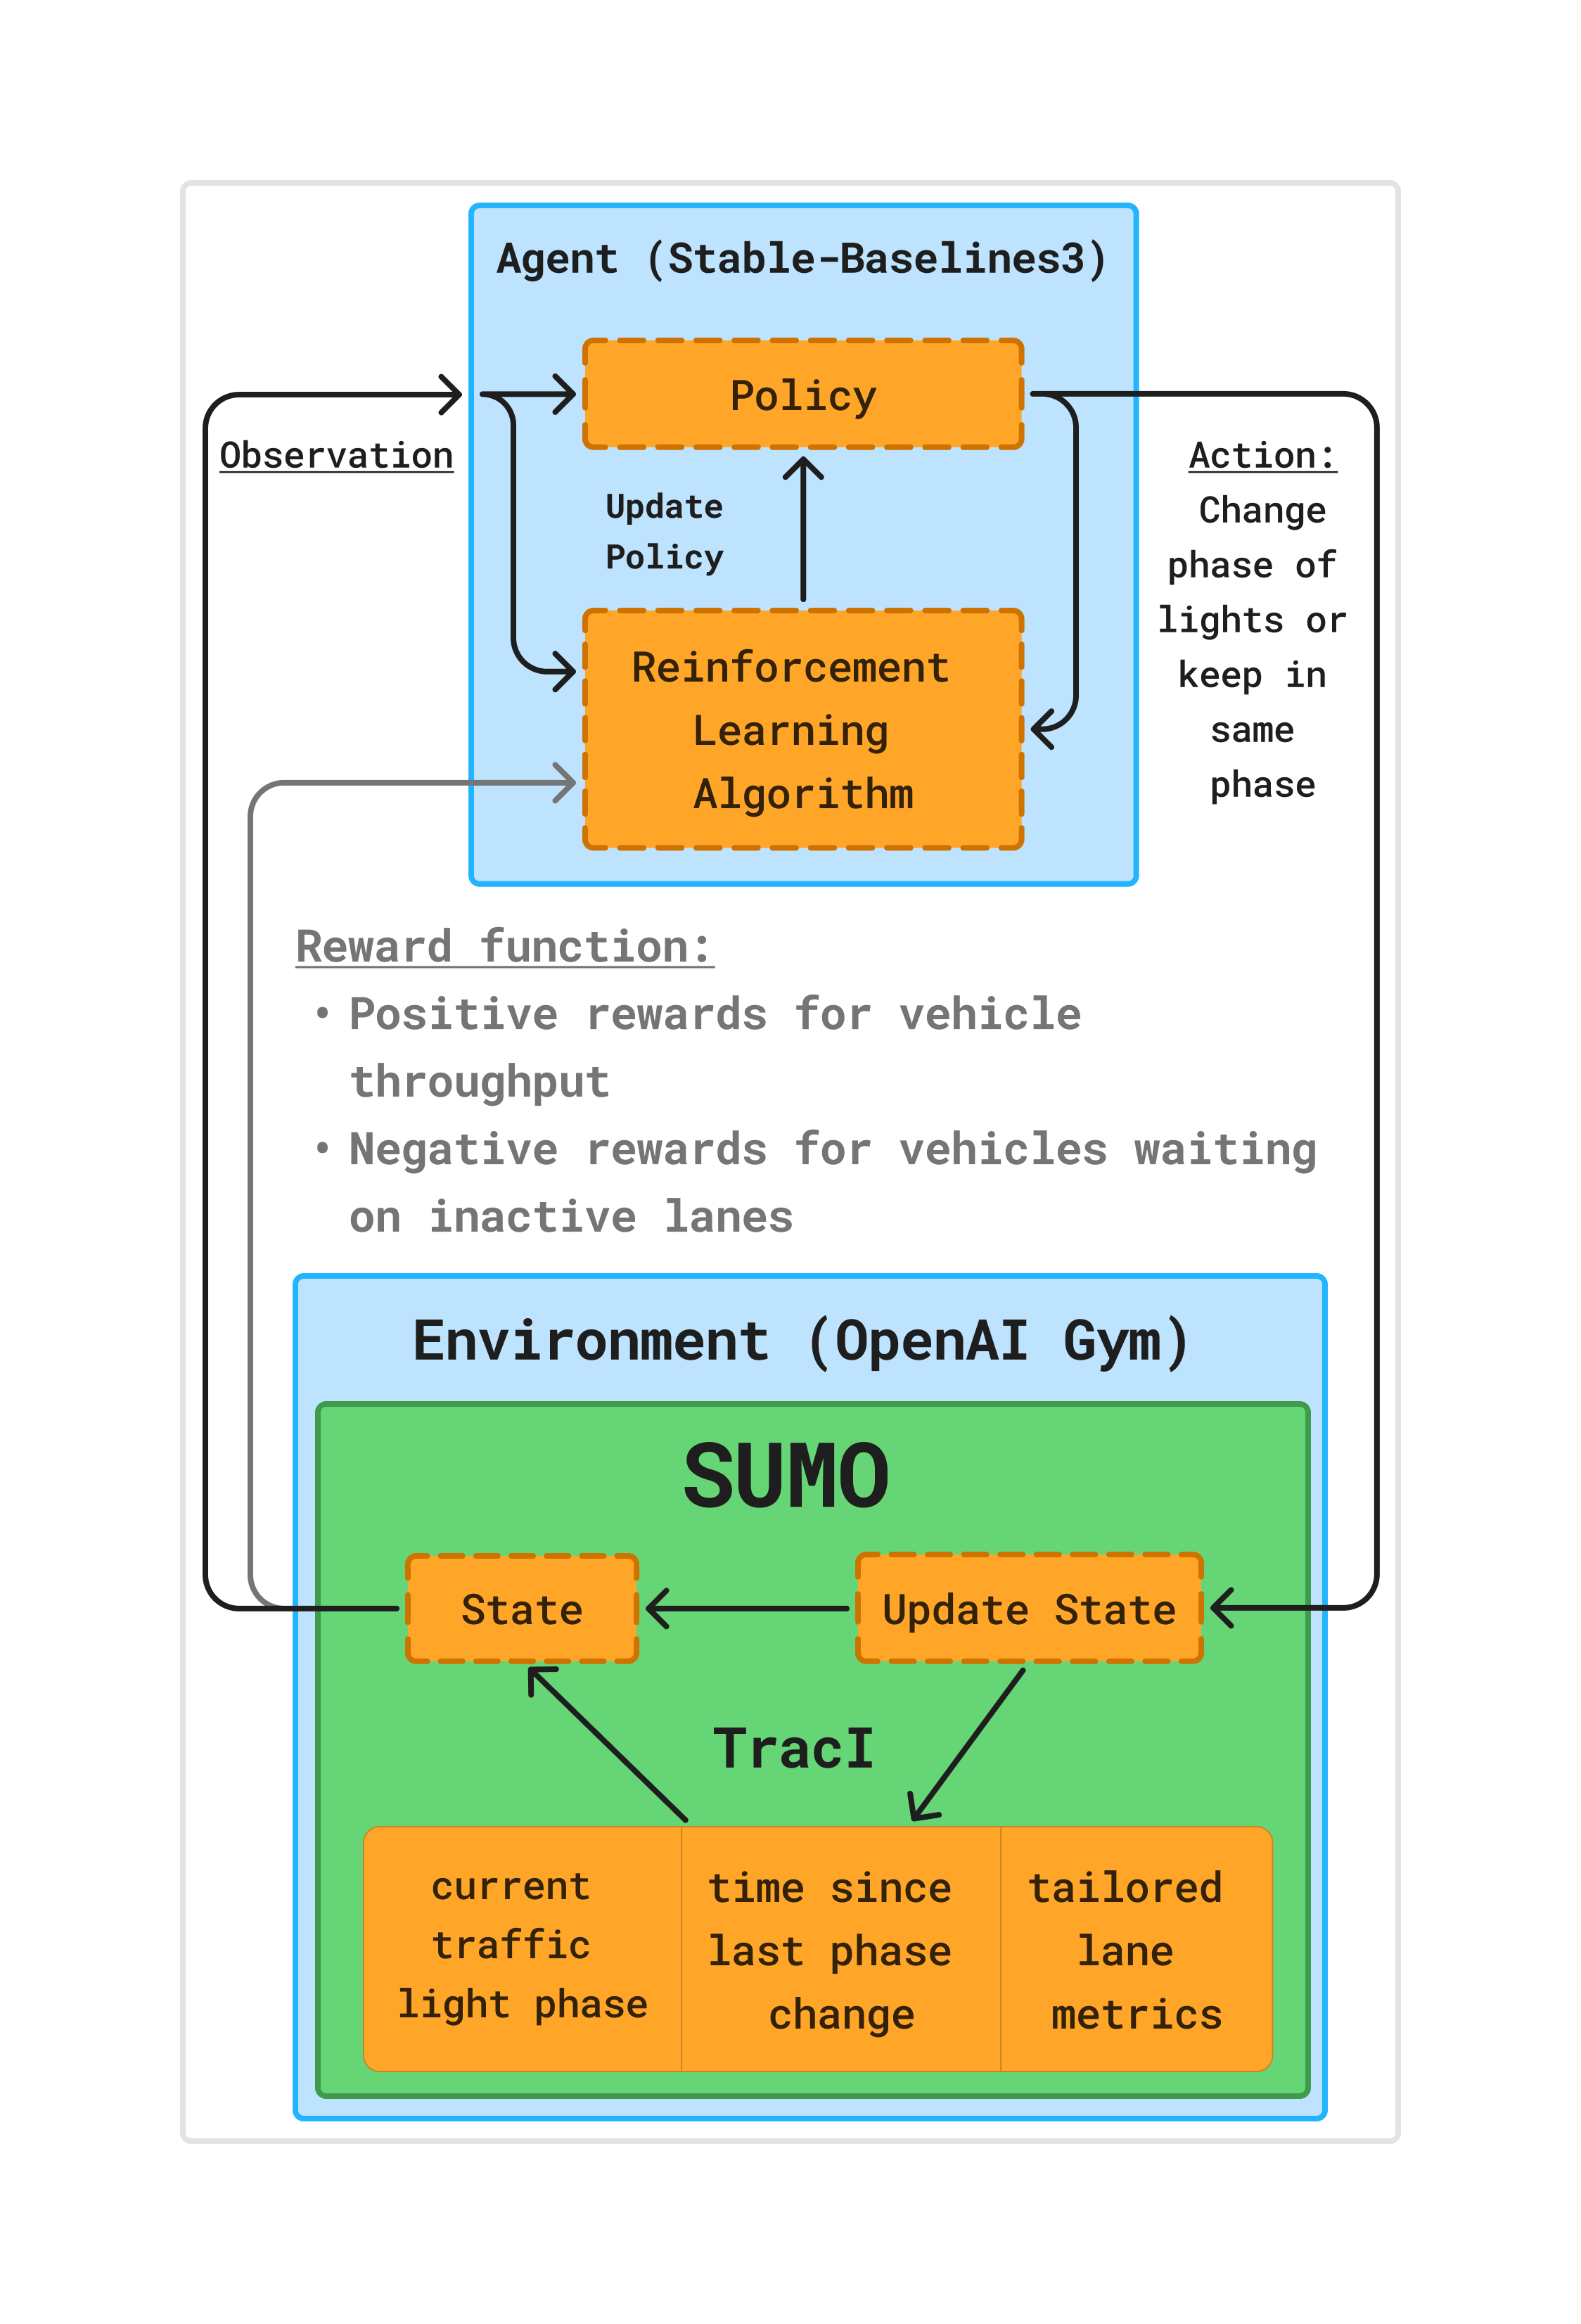 Agent (Stable-Baselines3)
Policy
Observation
Update
Policy
Action:
Change
phase of
lights or
keep in
same
phase
Reinforcement
Learning
Algorithm
Reward function:
• Positive rewards for vehicle
throughput
• Negative rewards for vehicles waiting
on inactive lanes
Environment (OpenAI Gym)
SUMO
State
Update State
TracI
current
traffic
light phase
time since
last phase
change
tailored
lane
metrics